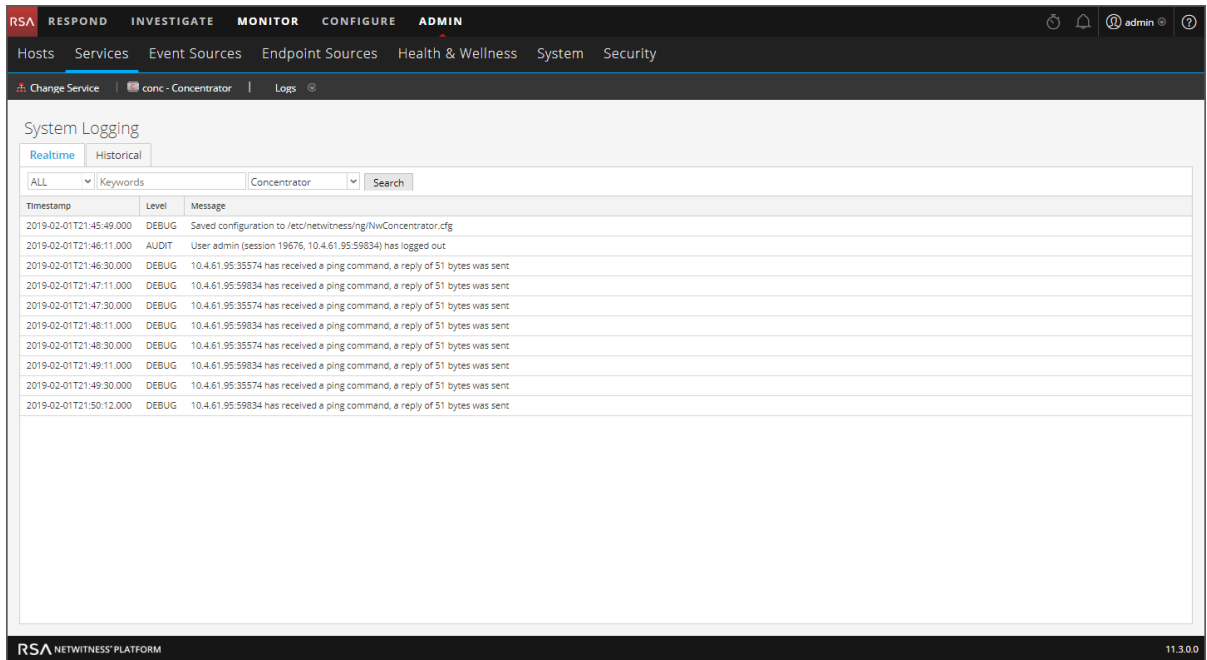 RSA RESPOND INVESTIGATE MONITOR CONFIGURE ADMIN admin ?
Hosts Services Event Sources Endpoint Sources Health & Wellness System Security
Change Service | conc - Concentrator | Logs
System Logging
Realtime Historical
ALL Keywords Concentrator Search
Timestamp Level Message
2019-02-01T21:45:49.000 DEBUG Saved configuration to /etc/netwitness/ng/NwConcentrator.cfg
2019-02-01T21:46:11.000 AUDIT User admin (session 19676, 10.4.61.95:59834) has logged out
2019-02-01T21:46:30.000 DEBUG 10.4.61.95:35574 has received a ping command, a reply of 51 bytes was sent
2019-02-01T21:47:11.000 DEBUG 10.4.61.95:59834 has received a ping command, a reply of 51 bytes was sent
2019-02-01T21:47:30.000 DEBUG 10.4.61.95:35574 has received a ping command, a reply of 51 bytes was sent
2019-02-01T21:48:11.000 DEBUG 10.4.61.95:59834 has received a ping command, a reply of 51 bytes was sent
2019-02-01T21:48:30.000 DEBUG 10.4.61.95:35574 has received a ping command, a reply of 51 bytes was sent
2019-02-01T21:49:11.000 DEBUG 10.4.61.95:59834 has received a ping command, a reply of 51 bytes was sent
2019-02-01T21:49:30.000 DEBUG 10.4.61.95:35574 has received a ping command, a reply of 51 bytes was sent
2019-02-01T21:50:12.000 DEBUG 10.4.61.95:59834 has received a ping command, a reply of 51 bytes was sent
RSA NETWITNESS® PLATFORM 11.3.0.0